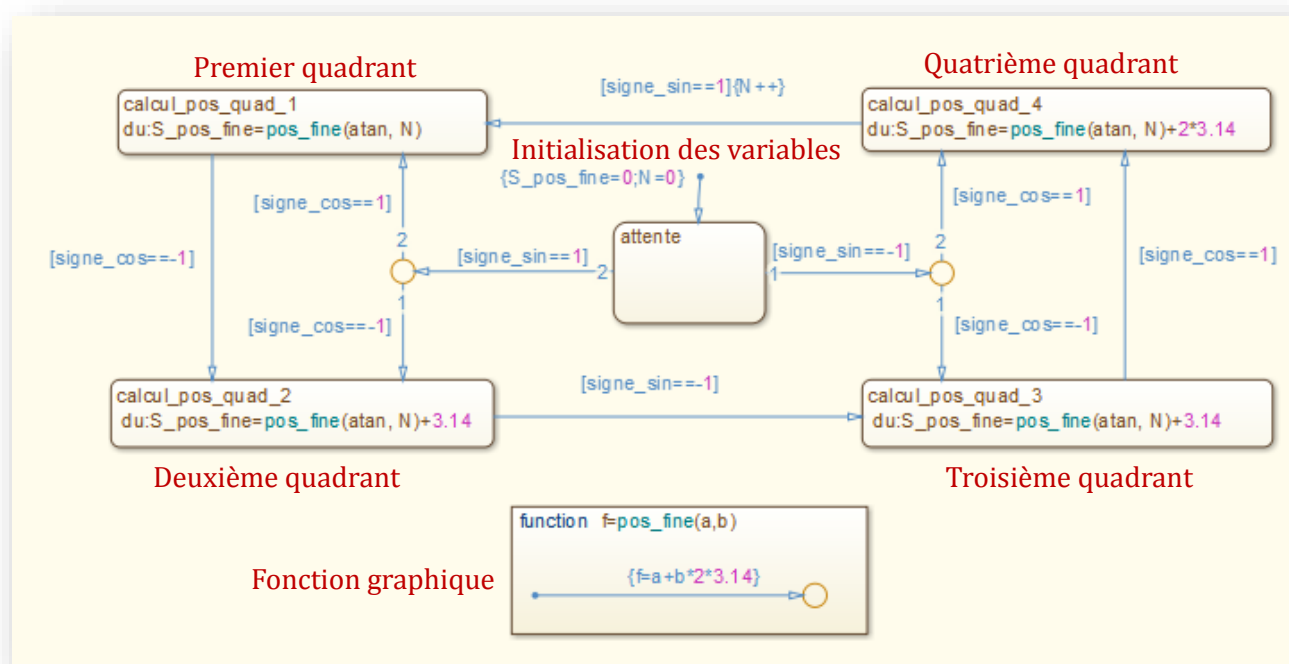 Premier quadrant
Quatrième quadrant
[signe_sin==1]{N++}
calcul_pos_quad_1
du:S_pos_fine=pos_fine(atan, N)
calcul_pos_quad_4
du:S_pos_fine=pos_fine(atan, N)+2*3.14
Initialisation des variables
{S_pos_fine=0;N=0}
[signe_cos==1]
[signe_cos==1]
attente
2
2
[signe_cos==-1]
[signe_sin==1]
2
1
[signe_sin==-1]
[signe_cos==1]
1
1
[signe_cos==-1]
[signe_cos==-1]
calcul_pos_quad_2
du:S_pos_fine=pos_fine(atan, N)+3.14
[signe_sin==-1]
calcul_pos_quad_3
du:S_pos_fine=pos_fine(atan, N)+3.14
Deuxième quadrant
Troisième quadrant
function f=pos_fine(a,b)
Fonction graphique
{f=a+b*2*3.14}